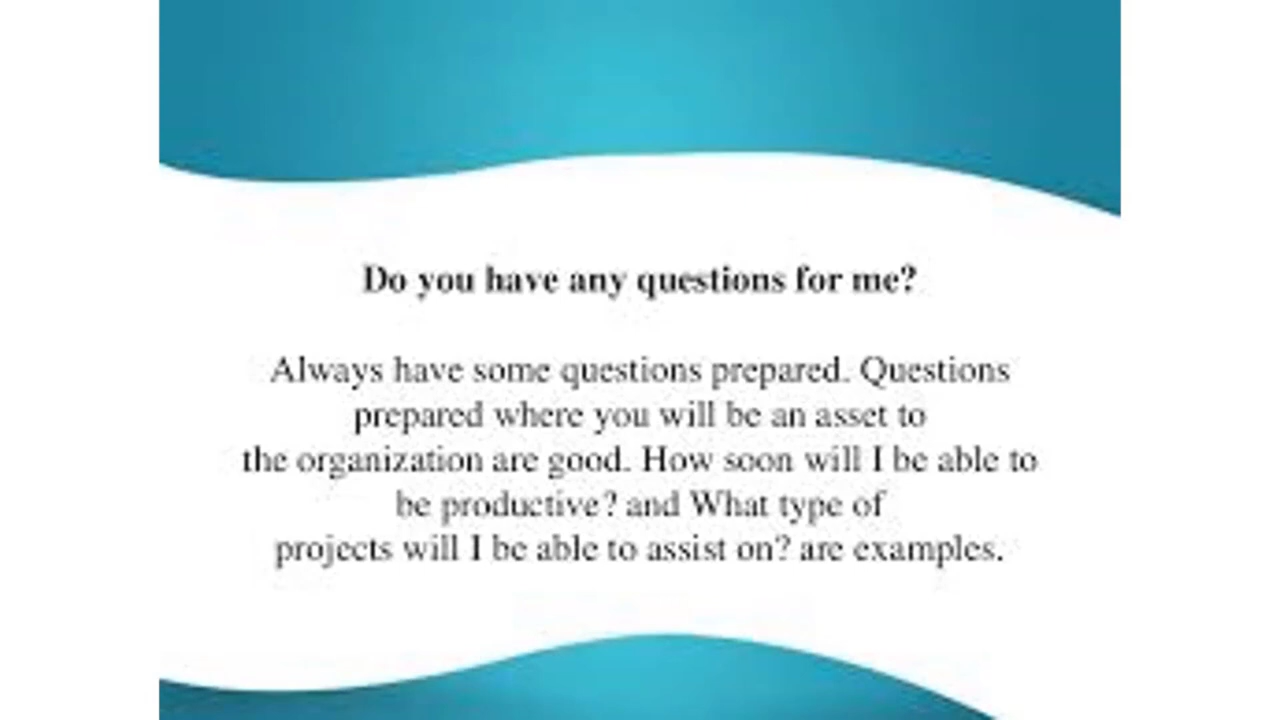 Do you have any questions for me?
Always have some questions prepared. Questions
prepared where you will be an asset to
the organization are good. How soon will I be able to
be productive? and What type of
projects will I be able to assist on? are examples.